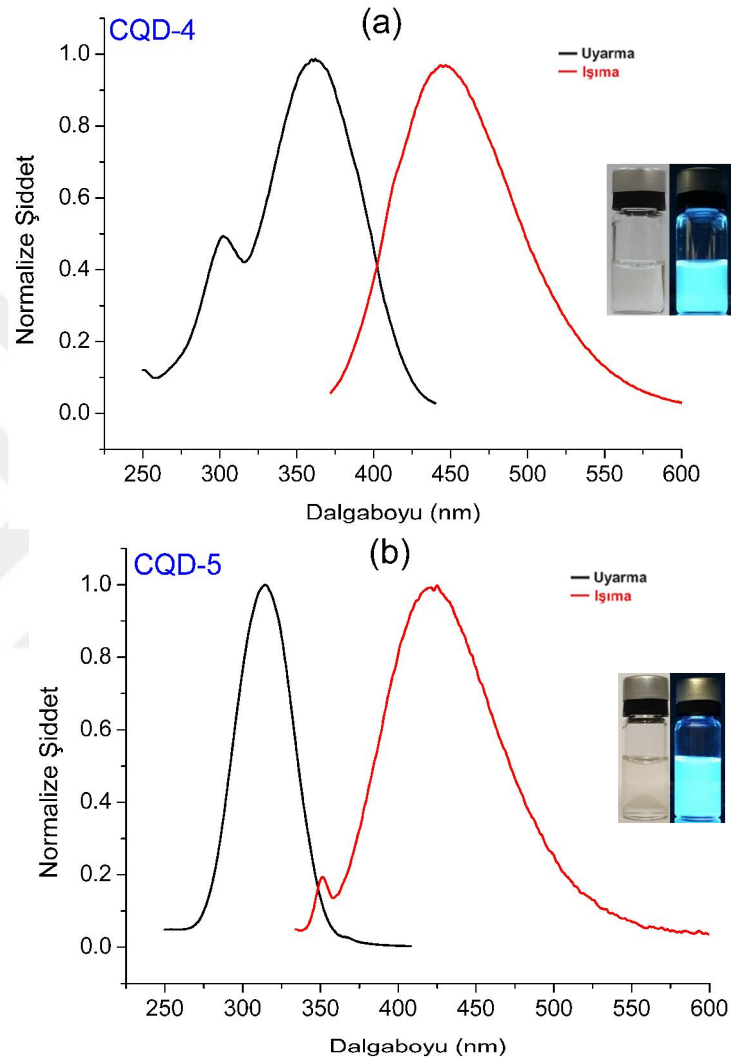 CQD-4
(a)
Uyarma
Işıma
Normalize Şiddet
1.0
0.8
0.6
0.4
0.2
0.0
250 300 350 400 450 500 550 600
Dalgaboyu (nm)
CQD-5
(b)
Uyarma
Işıma
Normalize Şiddet
1.0
0.8
0.6
0.4
0.2
0.0
250 300 350 400 450 500 550 600
Dalgaboyu (nm)